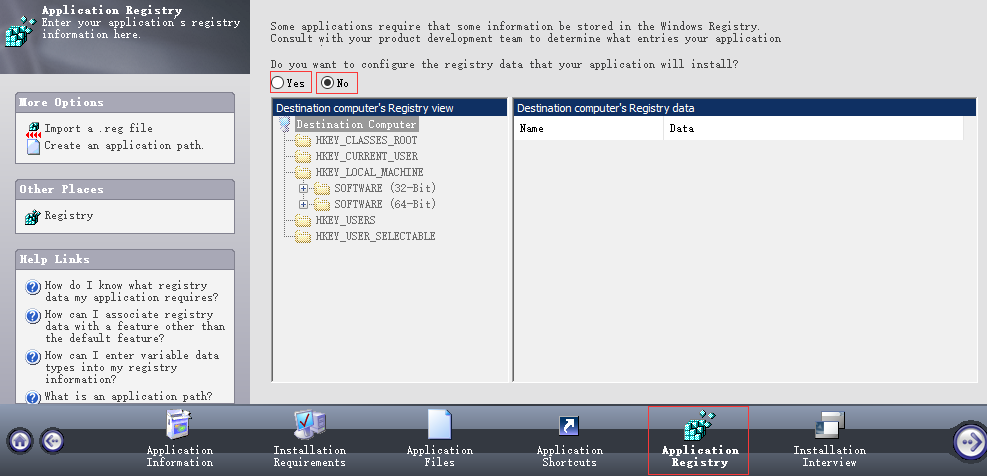 Application Registry
Enter your application's registry
information here.
More Options
Import a .reg file
Create an application path.
Other Places
Registry
Help Links
How do I know what registry
data my application requires?
How can I associate registry
data with a feature other than
the default feature?
How can I enter variable data
types into my registry
information?
What is an application path?
Some applications require that some information be stored in the Windows Registry.
Consult with your product development team to determine what entries your application
Do you want to configure the registry data that your application will install?
Yes No
Destination computer's Registry view
Destination Computer
HKEY_CLASSES_ROOT
HKEY_CURRENT_USER
HKEY_LOCAL_MACHINE
SOFTWARE (32-Bit)
SOFTWARE (64-Bit)
HKEY_USERS
HKEY_USER_SELECTABLE
Destination computer's Registry data
Name Data
Application
Information
Installation
Requirements
Application
Files
Application
Shortcuts
Application
Registry
Installation
Interview